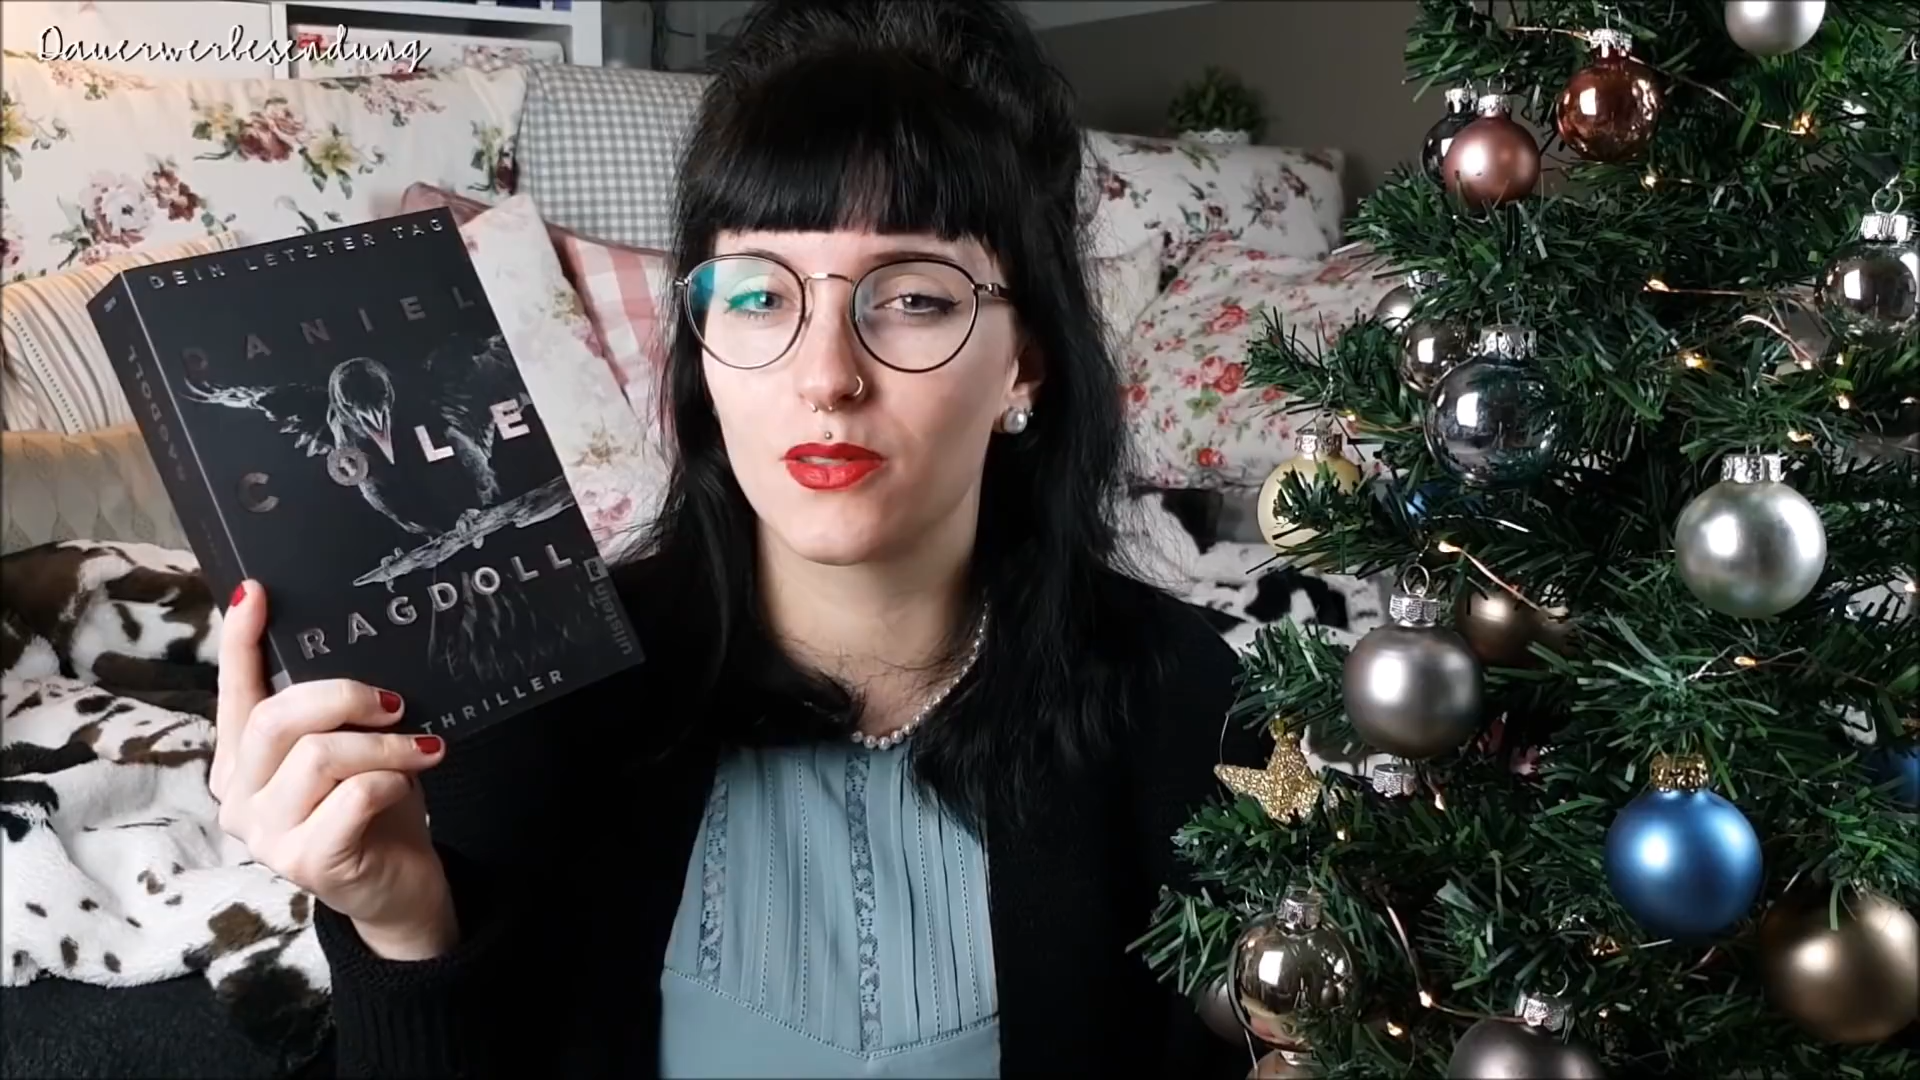 Dauerwerbesendung
DEIN LETZTER TAG
DANIEL
COLE
RAGDOLL
THRILLER
ullstein
RAGDOLL